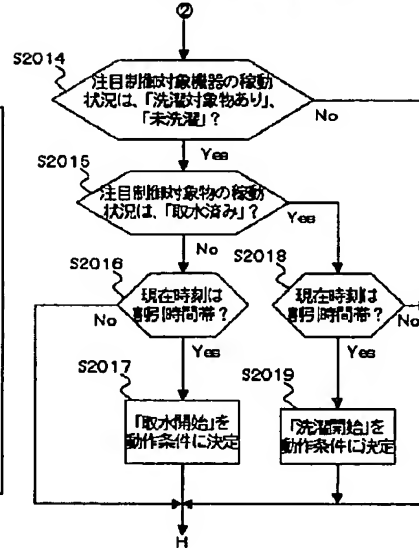 ②
S2014
注目制御対象機器の稼動
状況は、「洗濯対象物あり」、
「未洗濯」？
No
Yes
S2015
注目制御対象物の稼動
状況は、「取水済み」？
Yes
No
S2016
現在時刻は
割引時間帯？
No
Yes
S2018
現在時刻は
割引時間帯？
No
Yes
S2017
「取水開始」を
動作条件に決定
S2019
「洗濯開始」を
動作条件に決定
H